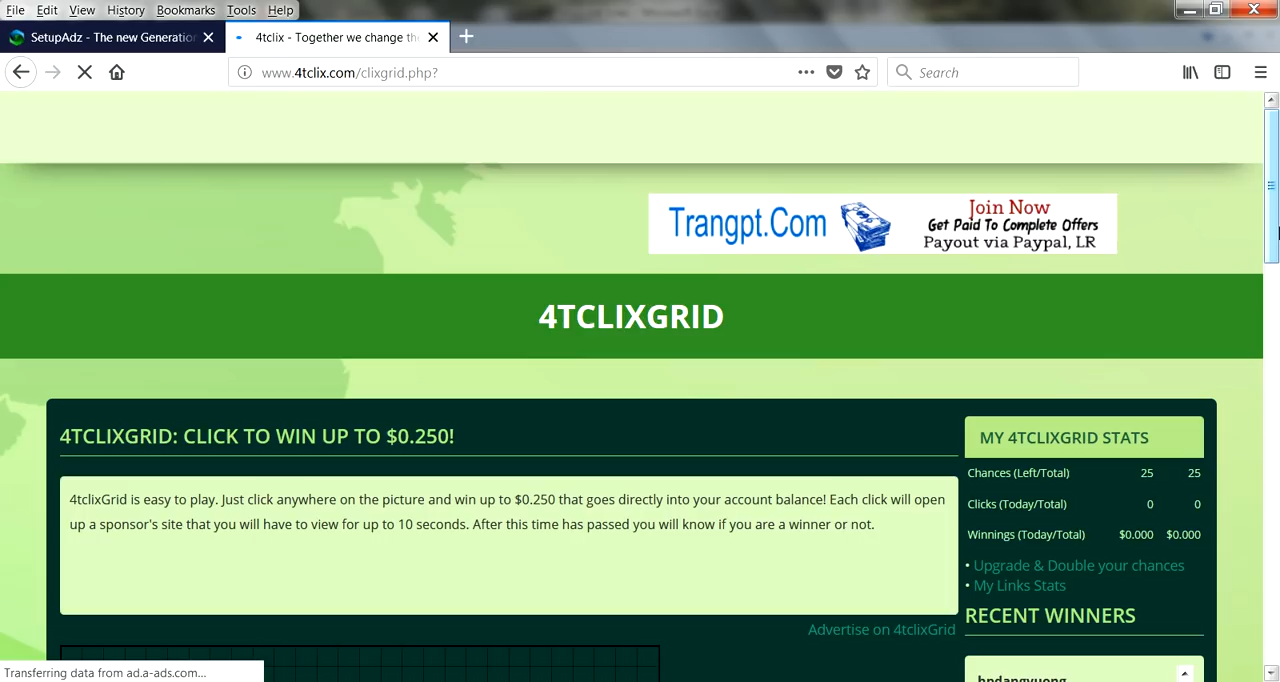 File Edit View History Bookmarks Tools Help
SetupAdz - The new Generatio
4tclix - Together we change th
www.4tclix.com/clixgrid.php?
Search
Trangpt.Com
Join Now
Get Paid To Complete Offers
Payout via Paypal, LR
4TCLIXGRID
4TCLIXGRID: CLICK TO WIN UP TO $0.250!
4tclixGrid is easy to play. Just click anywhere on the picture and win up to $0.250 that goes directly into your account balance! Each click will open
up a sponsor's site that you will have to view for up to 10 seconds. After this time has passed you will know if you are a winner or not.
Advertise on 4tclixGrid
MY 4TCLIXGRID STATS
Chances (Left/Total) 25 25
Clicks (Today/Total) 0 0
Winnings (Today/Total) $0.000 $0.000
• Upgrade & Double your chances
• My Links Stats
RECENT WINNERS
Transferring data from ad.a-ads.com...